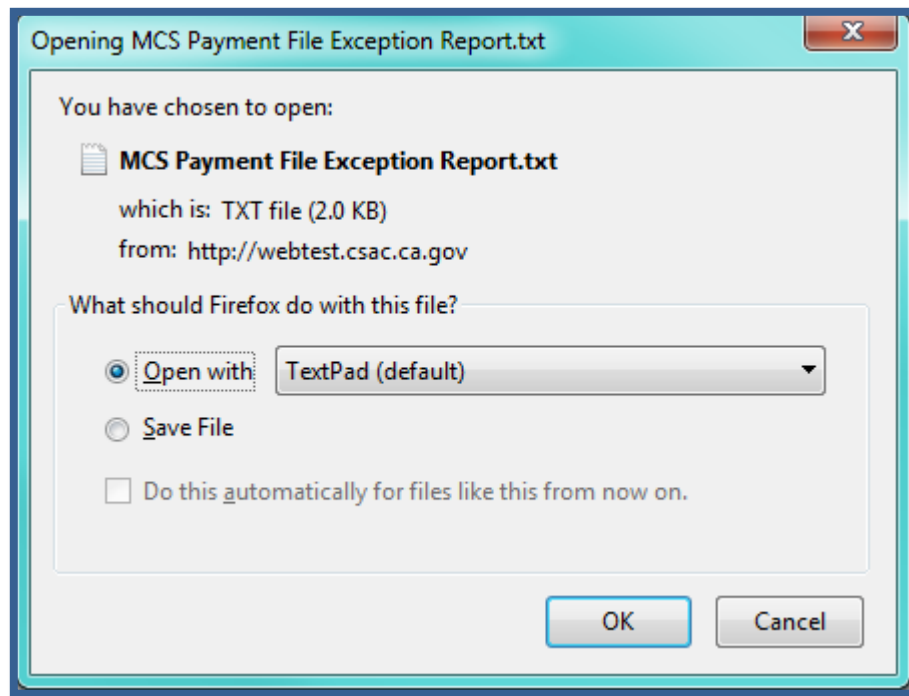 Opening MCS Payment File Exception Report.txt
You have chosen to open:
MCS Payment File Exception Report.txt
which is: TXT file (2.0 KB)
from: http://webtest.csac.ca.gov
What should Firefox do with this file?
Open with TextPad (default)
Save File
Do this automatically for files like this from now on.
OK Cancel